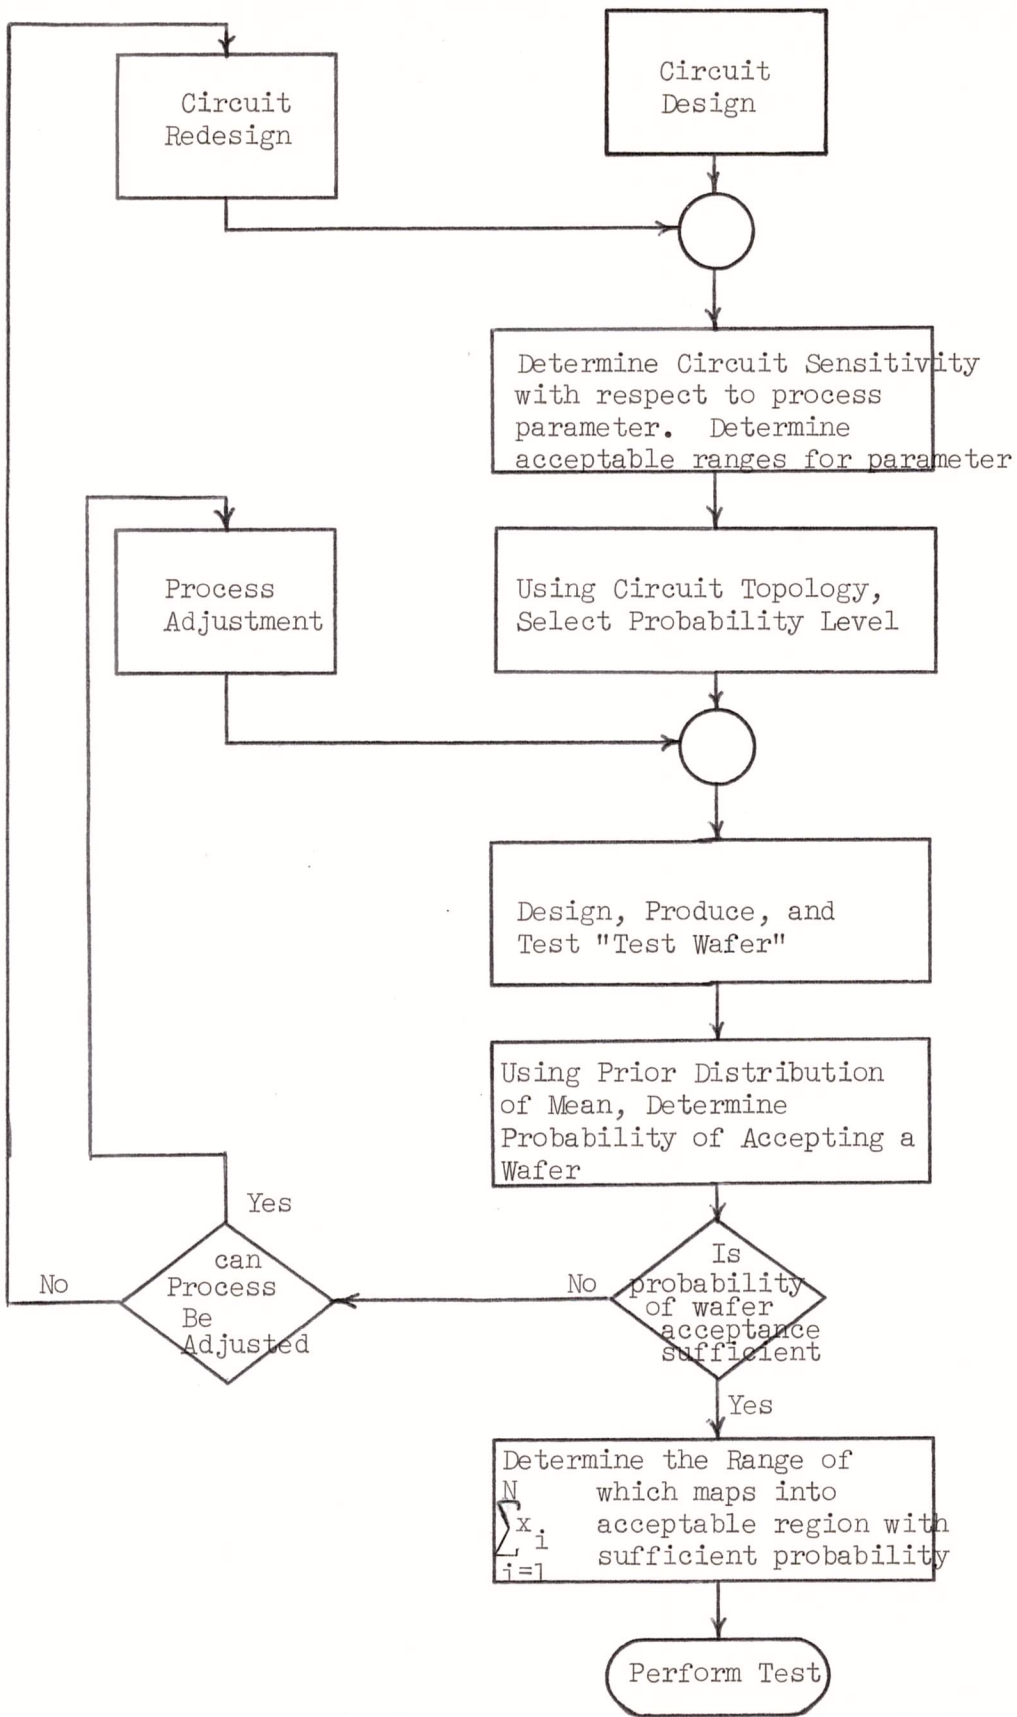 Circuit
Redesign
Circuit
Design
Determine Circuit Sensitivity
with respect to process
parameter. Determine
acceptable ranges for parameter
Process
Adjustment
Using Circuit Topology,
Select Probability Level
Design, Produce, and
Test "Test Wafer"
Using Prior Distribution
of Mean, Determine
Probability of Accepting a
Wafer
Yes
can
Process
Be
Adjusted
No
No
Is
probability
of wafer
acceptance
sufficient
Yes
Determine the Range of
N which maps into
∑xi acceptable region with
i=1 sufficient probability
Perform Test